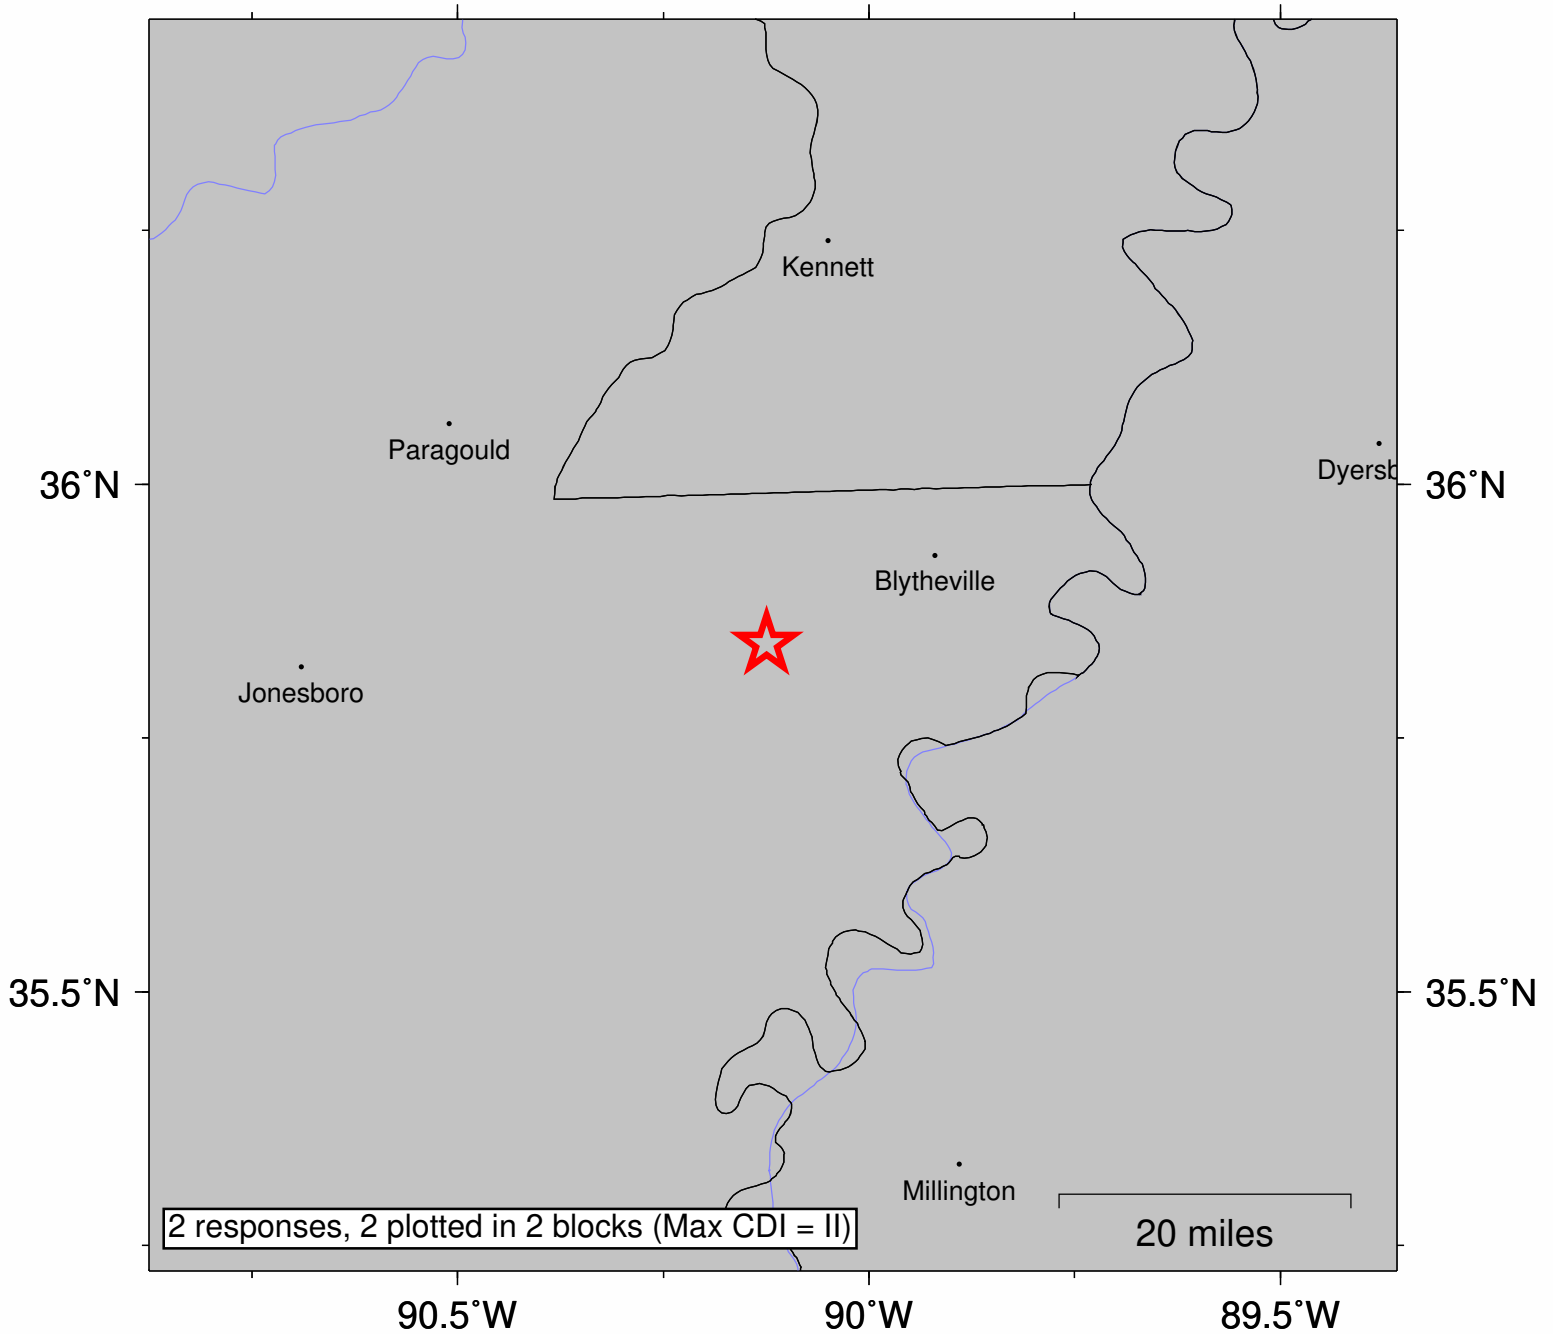 Kennett
Paragould
Dyersb
36˚N
36˚N
Blytheville
Jonesboro
35.5˚N
35.5˚N
Millington
2 responses, 2 plotted in 2 blocks (Max CDI = II)
20 miles
90.5˚W
90˚W
89.5˚W